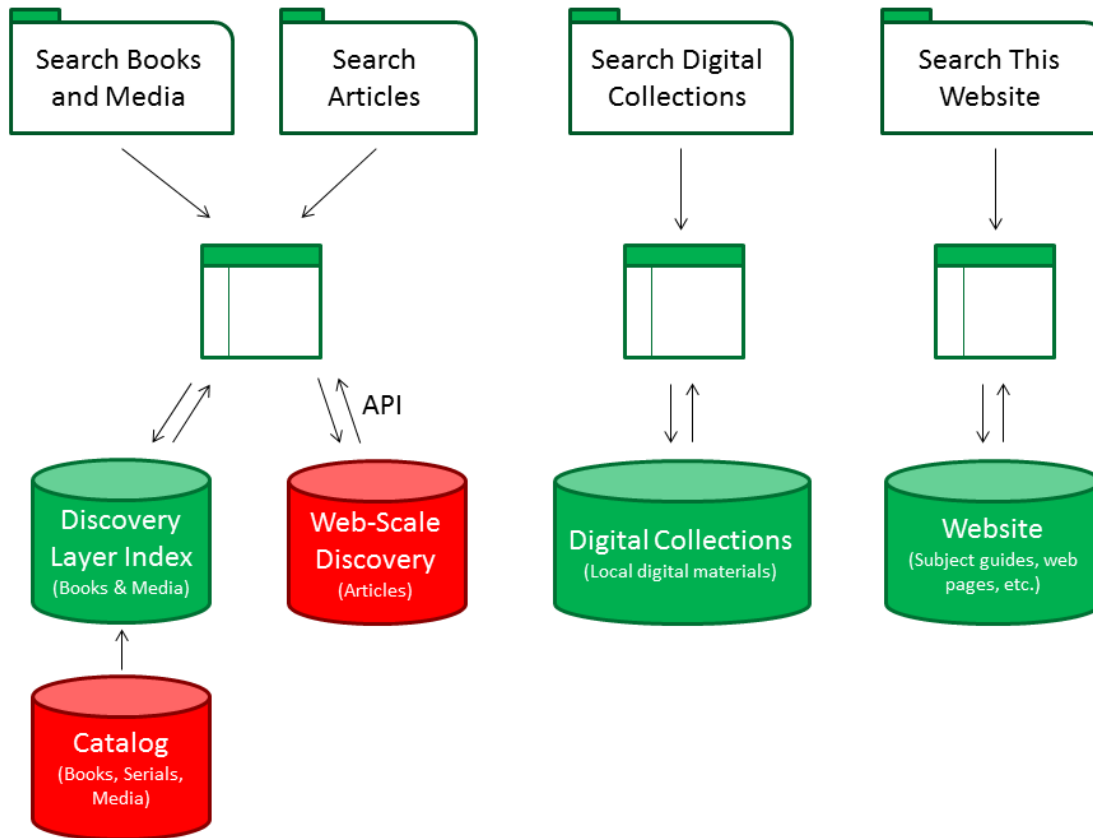 Search Books
and Media
Search
Articles
Search Digital
Collections
Search This
Website
API
Discovery
Layer Index
(Books & Media)
Web-Scale
Discovery
(Articles)
Digital Collections
(Local digital materials)
Website
(Subject guides, web
pages, etc.)
Catalog
(Books, Serials,
Media)